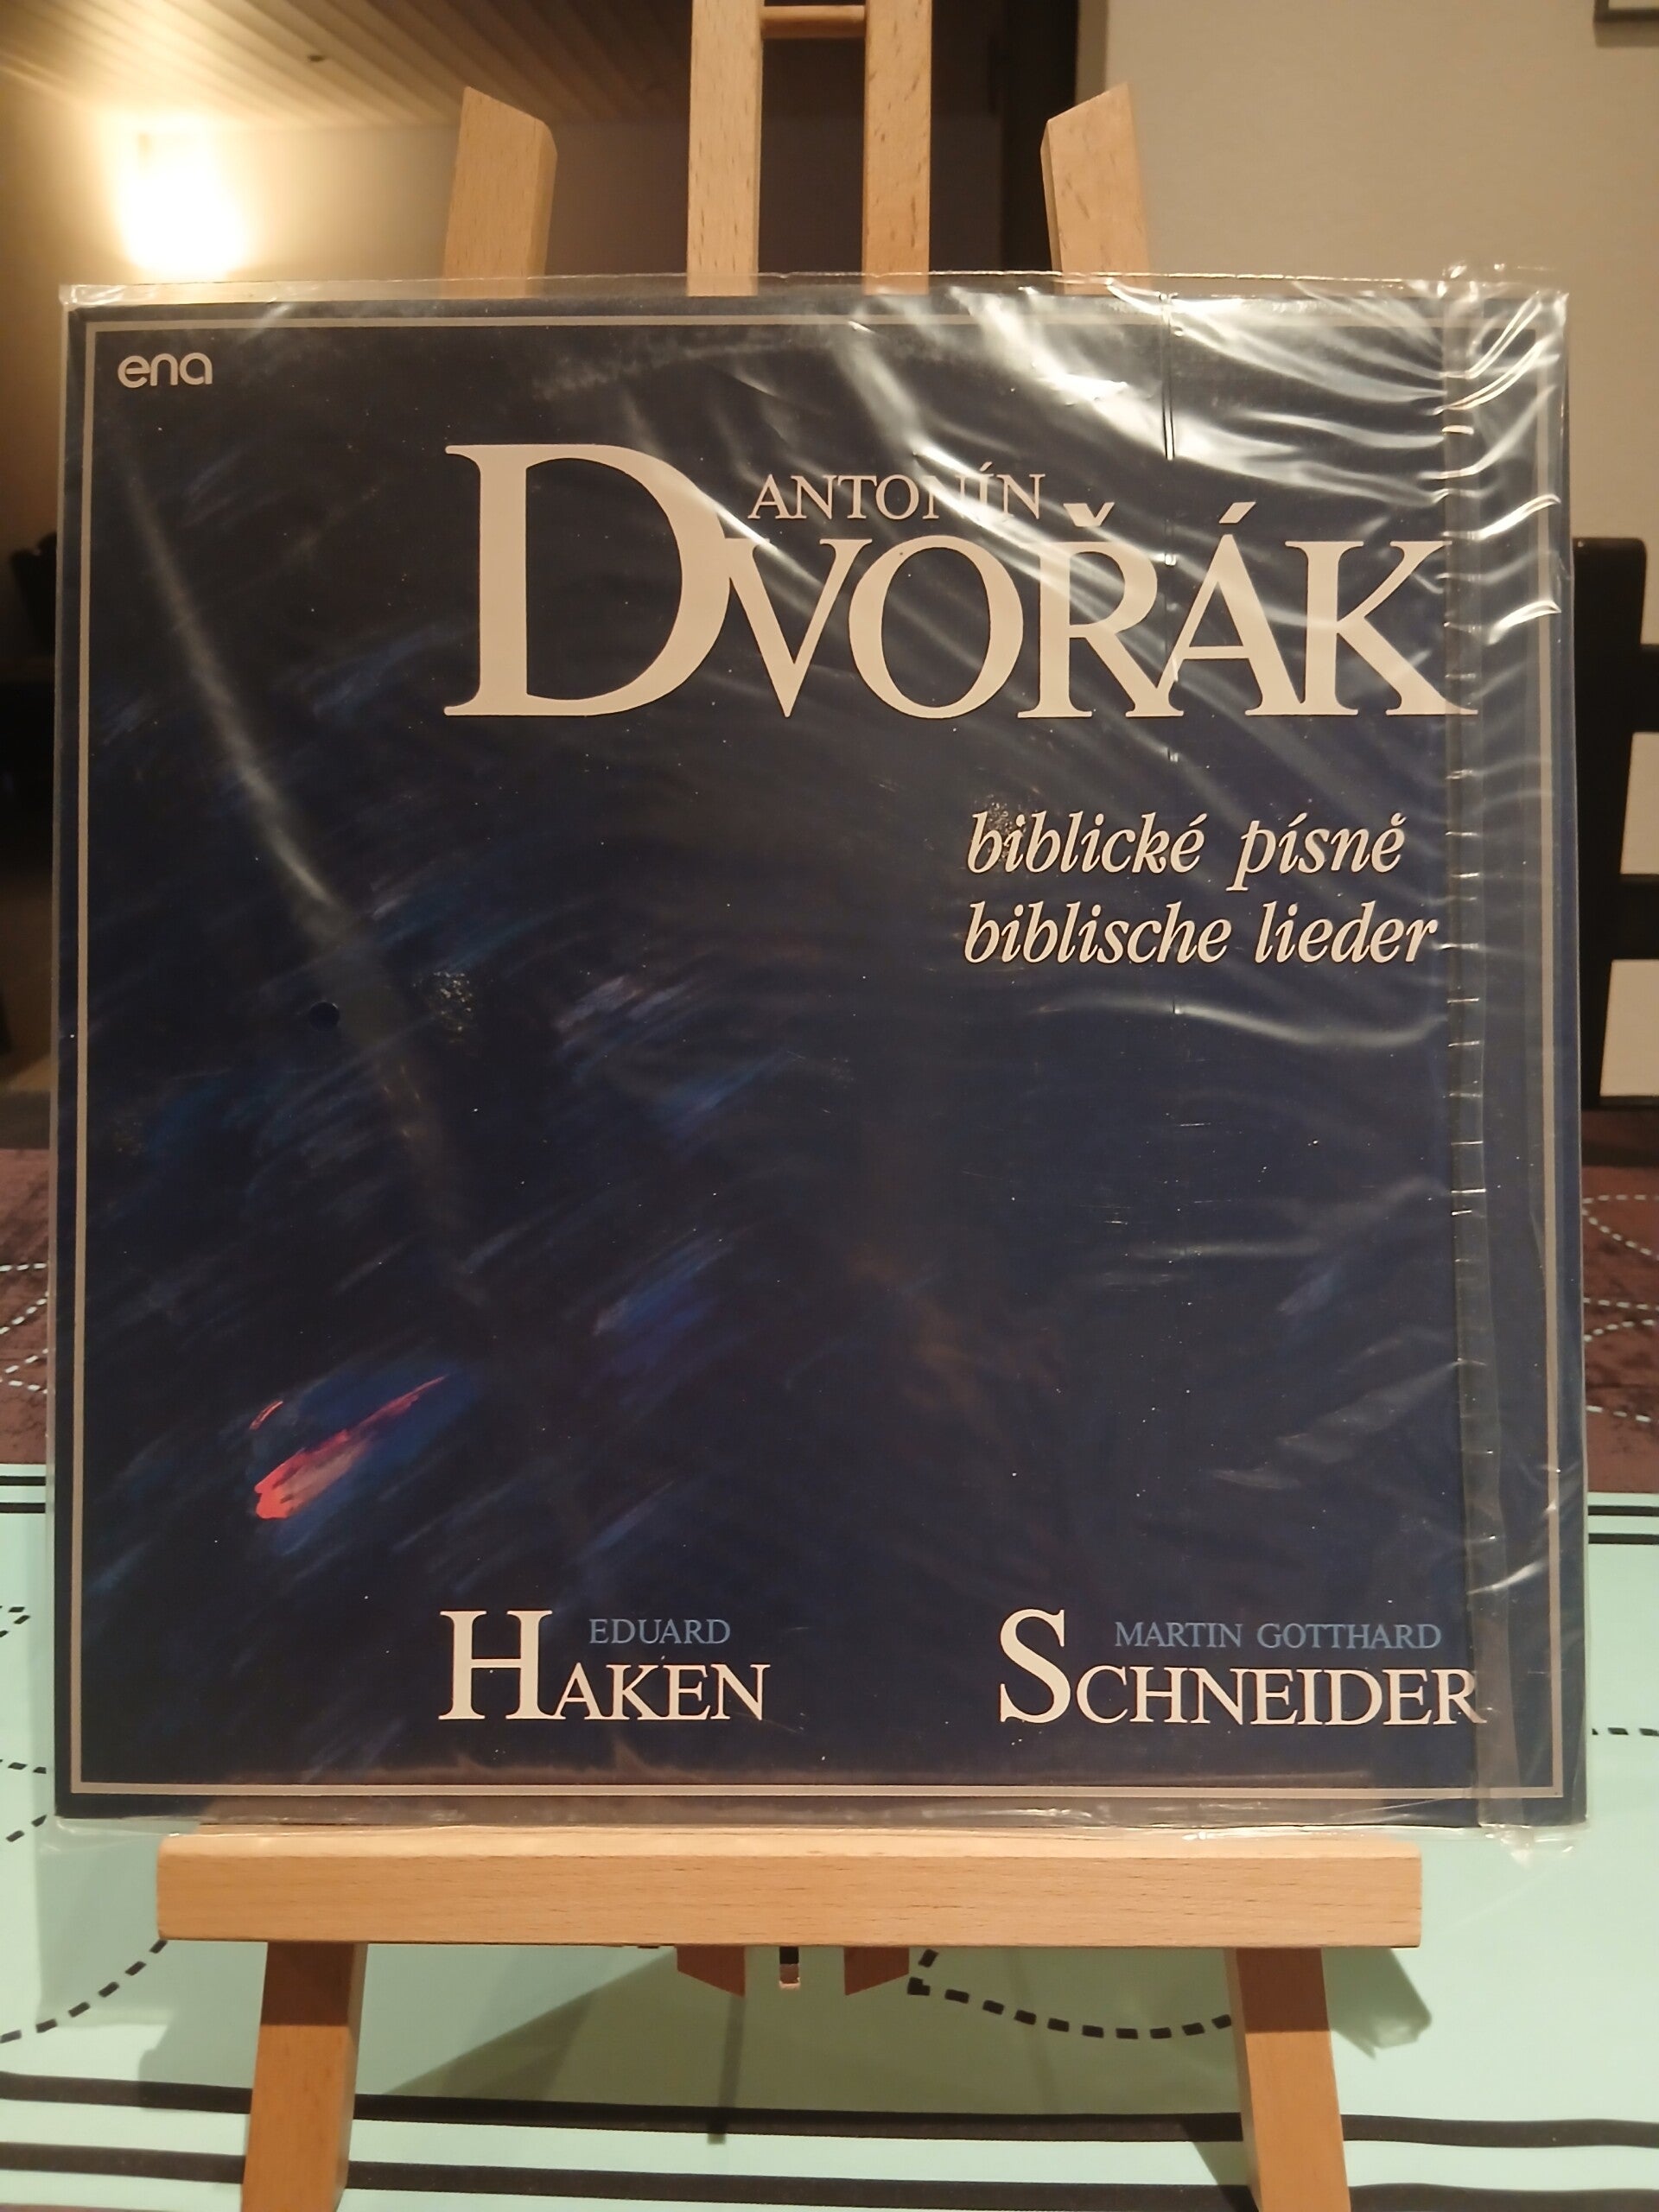 ena
ANTONÍN
DVOŘÁK
biblické písně
biblische lieder
EDUARD
HAKEN
MARTIN GOTTHARD
SCHNEIDER